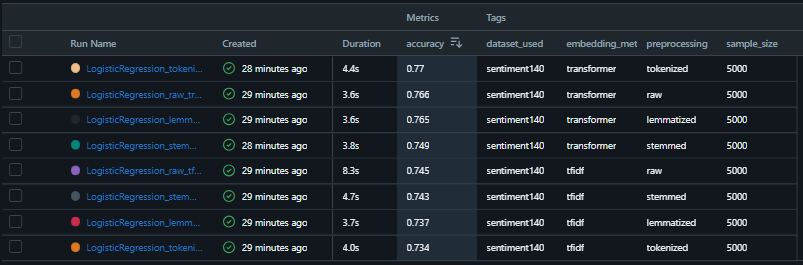 Metrics Tags
Run Name Created Duration accuracy dataset_used embedding_met preprocessing sample_size
LogisticRegression_tokeni... 28 minutes ago 4.4s 0.77 sentiment140 transformer tokenized 5000
LogisticRegression_raw_tr... 29 minutes ago 3.6s 0.766 sentiment140 transformer raw 5000
LogisticRegression_lemm... 29 minutes ago 3.6s 0.765 sentiment140 transformer lemmatized 5000
LogisticRegression_stem... 28 minutes ago 3.8s 0.749 sentiment140 transformer stemmed 5000
LogisticRegression_raw_tf... 29 minutes ago 8.3s 0.745 sentiment140 tfidf raw 5000
LogisticRegression_stem... 29 minutes ago 4.7s 0.743 sentiment140 tfidf stemmed 5000
LogisticRegression_lemm... 29 minutes ago 3.7s 0.737 sentiment140 tfidf lemmatized 5000
LogisticRegression_tokeni... 29 minutes ago 4.0s 0.734 sentiment140 tfidf tokenized 5000